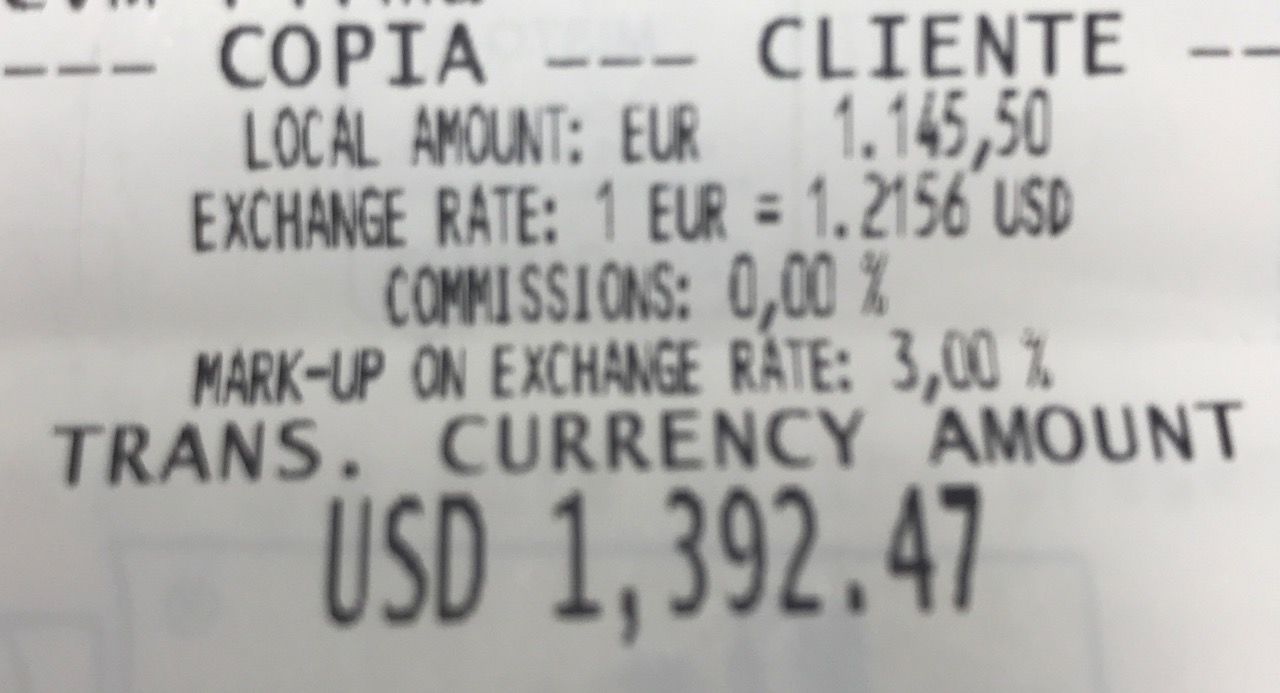 --- COPIA --- CLIENTE --
LOCAL AMOUNT: EUR 1.145,50
EXCHANGE RATE: 1 EUR = 1.2156 USD
COMMISSIONS: 0,00 %
MARK-UP ON EXCHANGE RATE: 3,00 %
TRANS. CURRENCY AMOUNT
USD 1,392.47